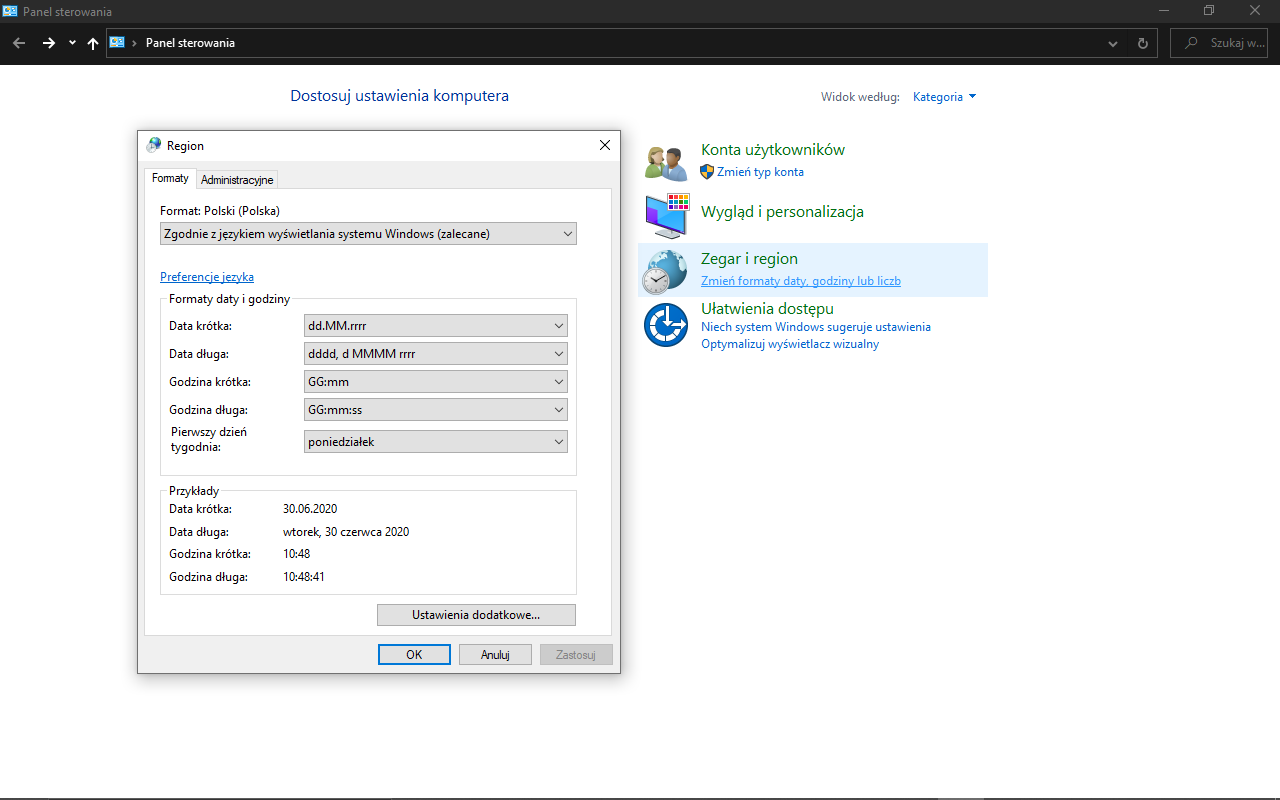 Panel sterowania
Panel sterowania
Szukaj w...
Dostosuj ustawienia komputera
Widok według: Kategoria
Region
Formaty
Administracyjne
Format: Polski (Polska)
Zgodnie z językiem wyświetlania systemu Windows (zalecane)
Preferencje języka
Formaty daty i godziny
Data krótka: dd.MM.rrrr
Data długa: dddd, d MMMM rrrr
Godzina krótka: GG:mm
Godzina długa: GG:mm:ss
Pierwszy dzień
tygodnia: poniedziałek
Przykłady
Data krótka: 30.06.2020
Data długa: wtorek, 30 czerwca 2020
Godzina krótka: 10:48
Godzina długa: 10:48:41
Ustawienia dodatkowe...
OK Anuluj Zastosuj
Konta użytkowników
Zmień typ konta
Wygląd i personalizacja
Zegar i region
Zmień formaty daty, godziny lub liczb
Ułatwienia dostępu
Niech system Windows sugeruje ustawienia
Optymalizuj wyświetlacz wizualny